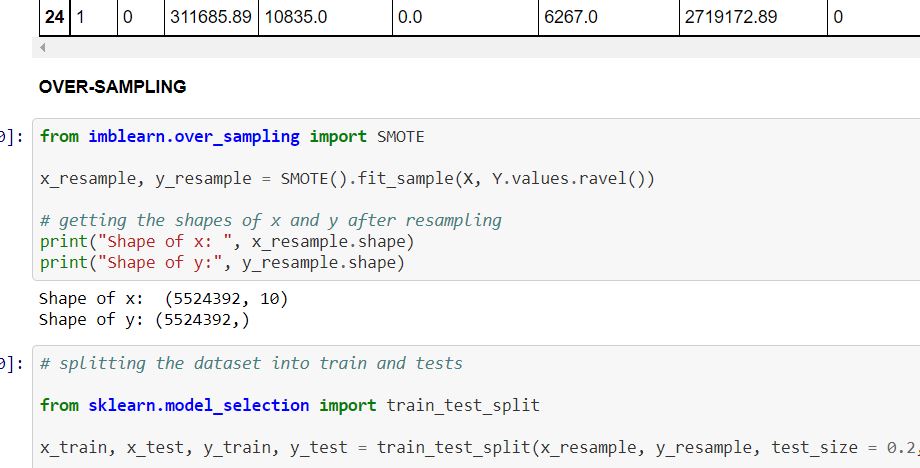 24 1 0 311685.89 10835.0 0.0 6267.0 2719172.89 0
OVER-SAMPLING
]: from imblearn.over_sampling import SMOTE
x_resample, y_resample = SMOTE().fit_sample(X, Y.values.ravel())
# getting the shapes of x and y after resampling
print("Shape of x: ", x_resample.shape)
print("Shape of y:", y_resample.shape)
Shape of x:  (5524392, 10)
Shape of y: (5524392,)
]: # splitting the dataset into train and tests
from sklearn.model_selection import train_test_split
x_train, x_test, y_train, y_test = train_test_split(x_resample, y_resample, test_size = 0.2,